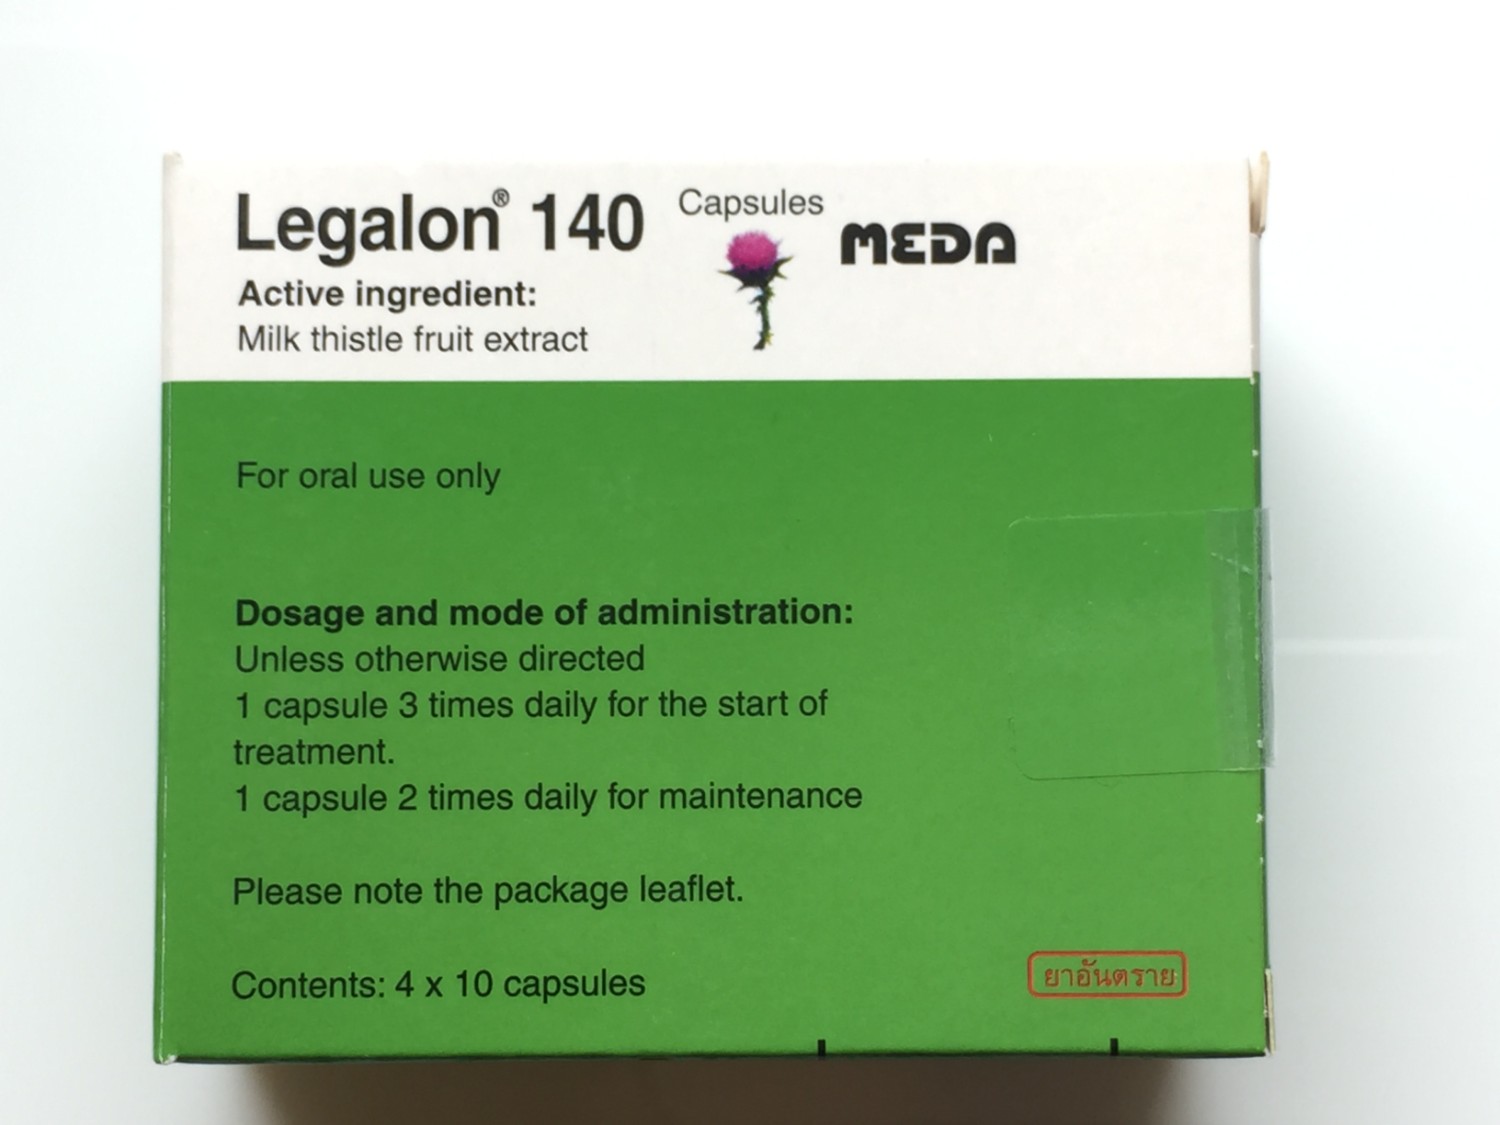 Legalon® 140 Capsules
MEDA
Active ingredient:
Milk thistle fruit extract
For oral use only
Dosage and mode of administration:
Unless otherwise directed
1 capsule 3 times daily for the start of
treatment.
1 capsule 2 times daily for maintenance
Please note the package leaflet.
Contents: 4 x 10 capsules
ยาอันตราย